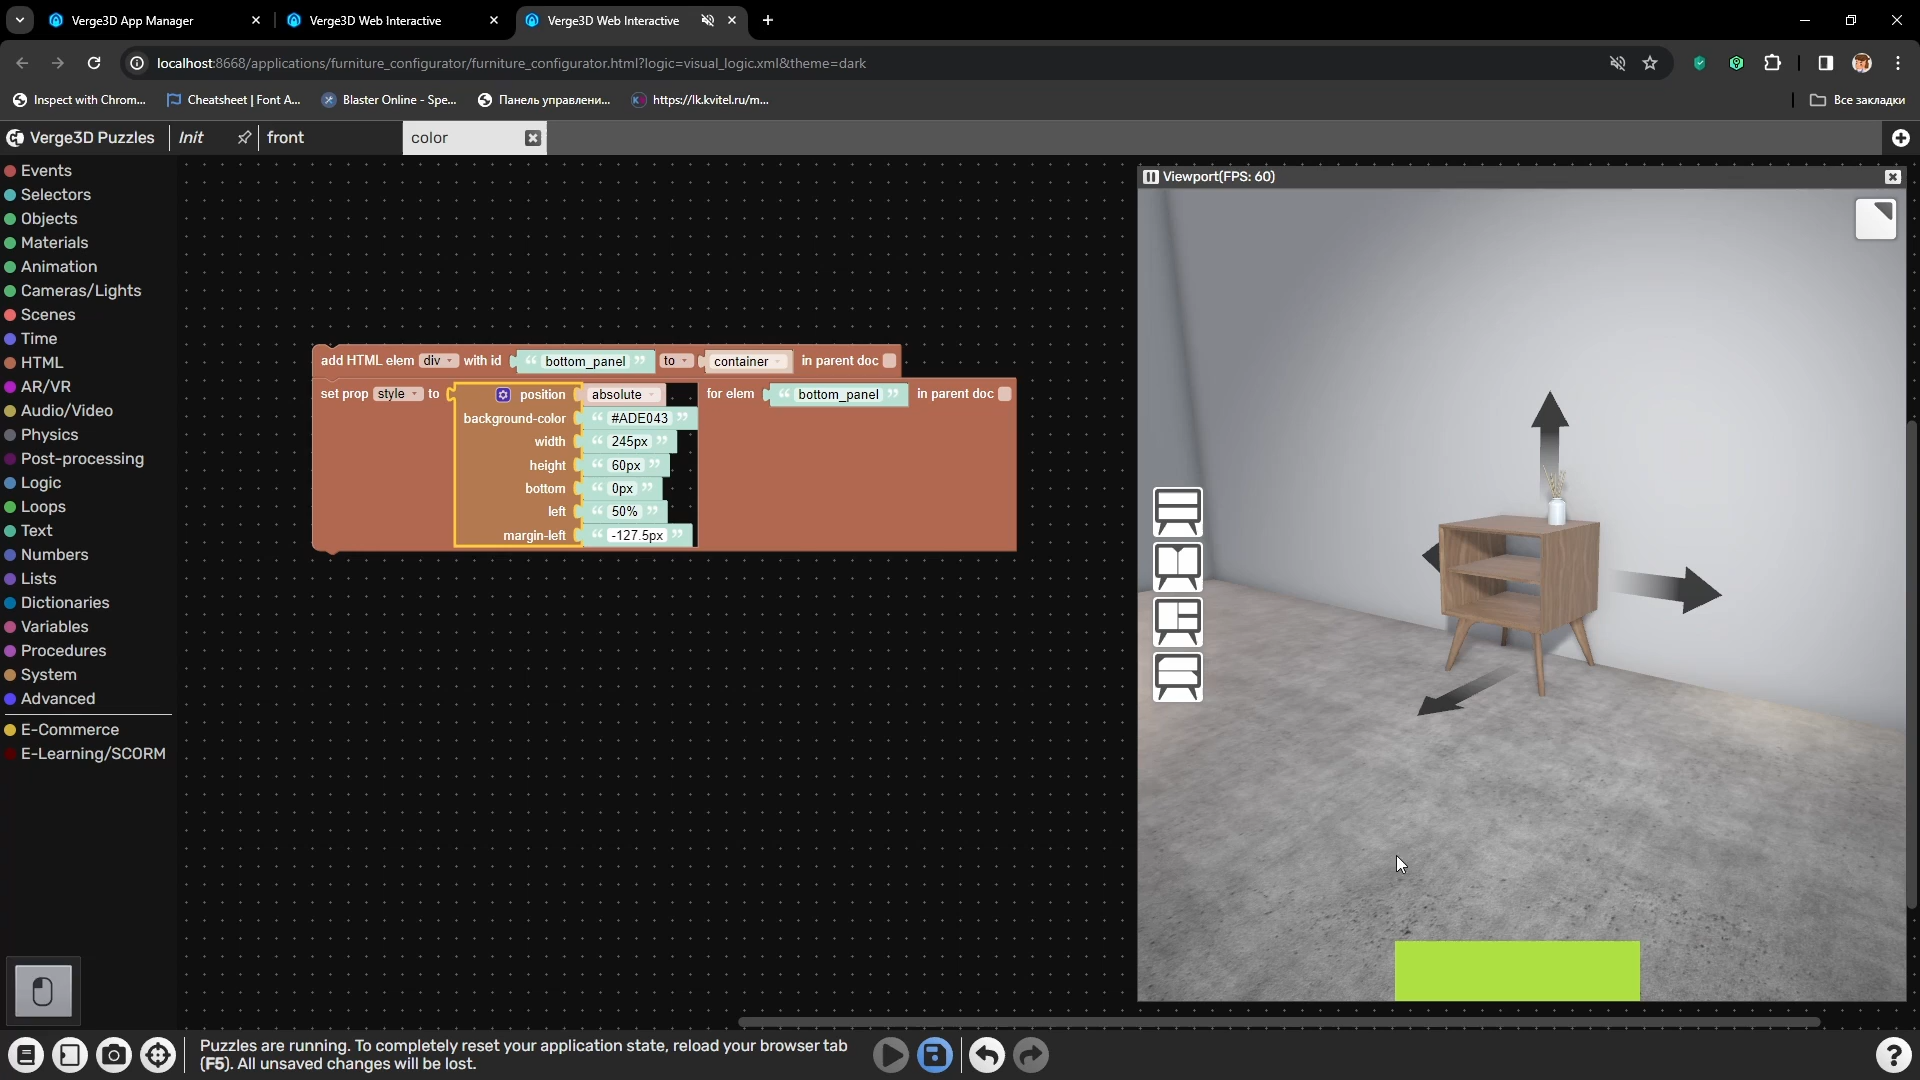 Verge3D App Manager
Verge3D Web Interactive
Verge3D Web Interactive
localhost:8668/applications/furniture_configurator/furniture_configurator.html?logic=visual_logic.xml&theme=dark
Inspect with Chrom...
Cheatsheet | Font A...
Blaster Online - Spe...
Панель управлени...
https://lk.kvitel.ru/m...
Все закладки
Verge3D Puzzles
Init
front
color
Viewport(FPS: 60)
Events
Selectors
Objects
Materials
Animation
Cameras/Lights
Scenes
Time
HTML
AR/VR
Audio/Video
Physics
Post-processing
Logic
Loops
Text
Numbers
Lists
Dictionaries
Variables
Procedures
System
Advanced
E-Commerce
E-Learning/SCORM
add HTML elem div with id “ bottom_panel ” to container in parent doc
set prop style to position absolute for elem “ bottom_panel ” in parent doc
background-color “ #ADE043 ”
width “ 245px ”
height “ 60px ”
bottom “ 0px ”
left “ 50% ”
margin-left “ -127.5px ”
Puzzles are running. To completely reset your application state, reload your browser tab
(F5). All unsaved changes will be lost.
?